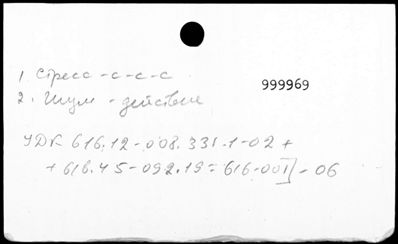 1. Стресс - с-с-с
999969
2. Шум - действие
УДК 616.12-008.331.1-02 +
+ 616.45-092.19 = 616-001]-06